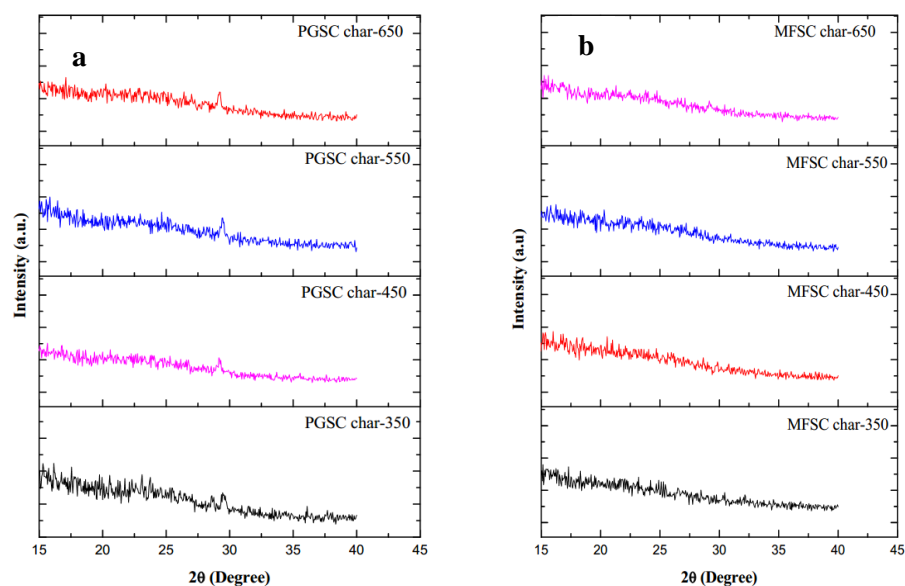 a
PGSC char-650
PGSC char-550
PGSC char-450
PGSC char-350
Intensity (a.u.)
15 20 25 30 35 40 45
2θ (Degree)
b
MFSC char-650
MFSC char-550
MFSC char-450
MFSC char-350
Intensity (a.u)
15 20 25 30 35 40 45
2θ (Degree)